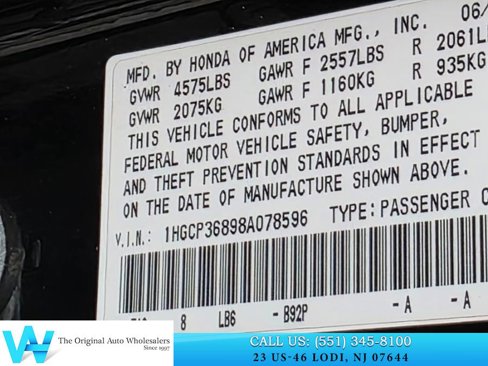 MFD. BY HONDA OF AMERICA MFG., INC. 06/
GVWR 4575LBS GAWR F 2557LBS R 2061L
GVWR 2075KG GAWR F 1160KG R 935KG
THIS VEHICLE CONFORMS TO ALL APPLICABLE
FEDERAL MOTOR VEHICLE SAFETY, BUMPER,
AND THEFT PREVENTION STANDARDS IN EFFECT
ON THE DATE OF MANUFACTURE SHOWN ABOVE.
V.I.N.: 1HGCP36898A078596 TYPE:PASSENGER C
8 LB6 - B92P -A -A
The Original Auto Wholesalers
Since 1997
CALL US: (551) 345-8100
23 US-46 LODI, NJ 07644